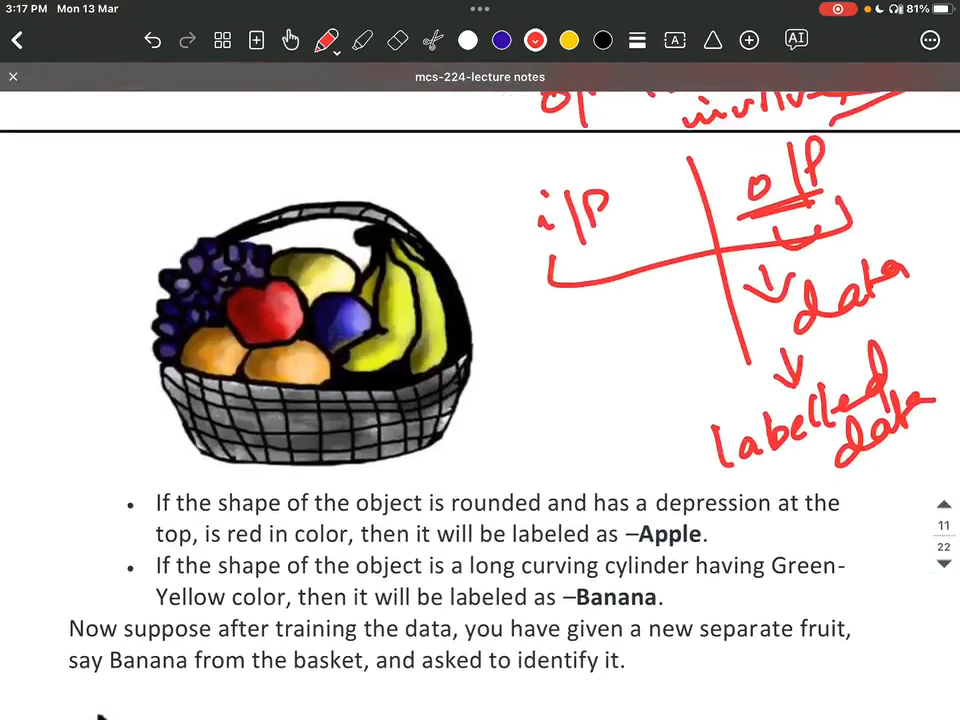 3:17 PM Mon 13 Mar
81%
AI
mcs-224-lecture notes
i/P
o/P
data
labelled
data
• If the shape of the object is rounded and has a depression at the
top, is red in color, then it will be labeled as –Apple.
• If the shape of the object is a long curving cylinder having Green-
Yellow color, then it will be labeled as –Banana.
Now suppose after training the data, you have given a new separate fruit,
say Banana from the basket, and asked to identify it.
11
22